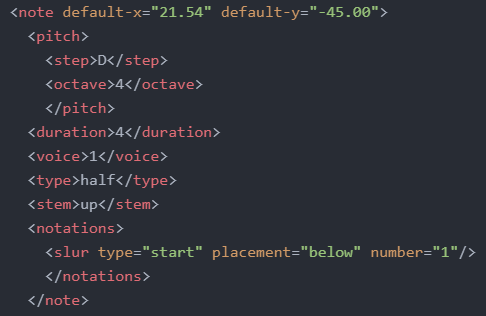 <note default-x="21.54" default-y="-45.00">
<pitch>
<step>D</step>
<octave>4</octave>
</pitch>
<duration>4</duration>
<voice>1</voice>
<type>half</type>
<stem>up</stem>
<notations>
<slur type="start" placement="below" number="1"/>
</notations>
</note>